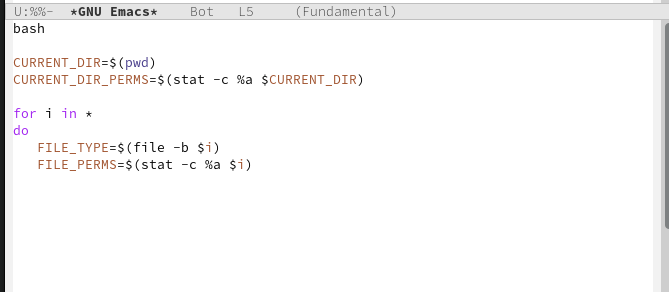 U:%%-  *GNU Emacs*    Bot   L5     (Fundamental)
bash

CURRENT_DIR=$(pwd)
CURRENT_DIR_PERMS=$(stat -c %a $CURRENT_DIR)

for i in *
do
   FILE_TYPE=$(file -b $i)
   FILE_PERMS=$(stat -c %a $i)